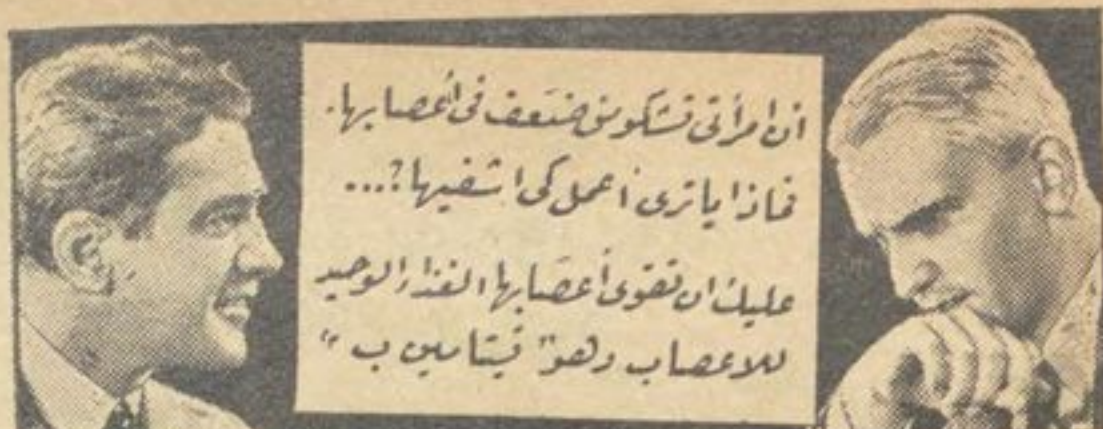 ان امرأتى تشكو من ضعف فى أعصابها.
فماذا يا ترى أعمل كى اشفيها؟...
عليك ان تقوى أعصابها الغذاء الوحيد
للاعصاب وهو " ڤيتامين ب "